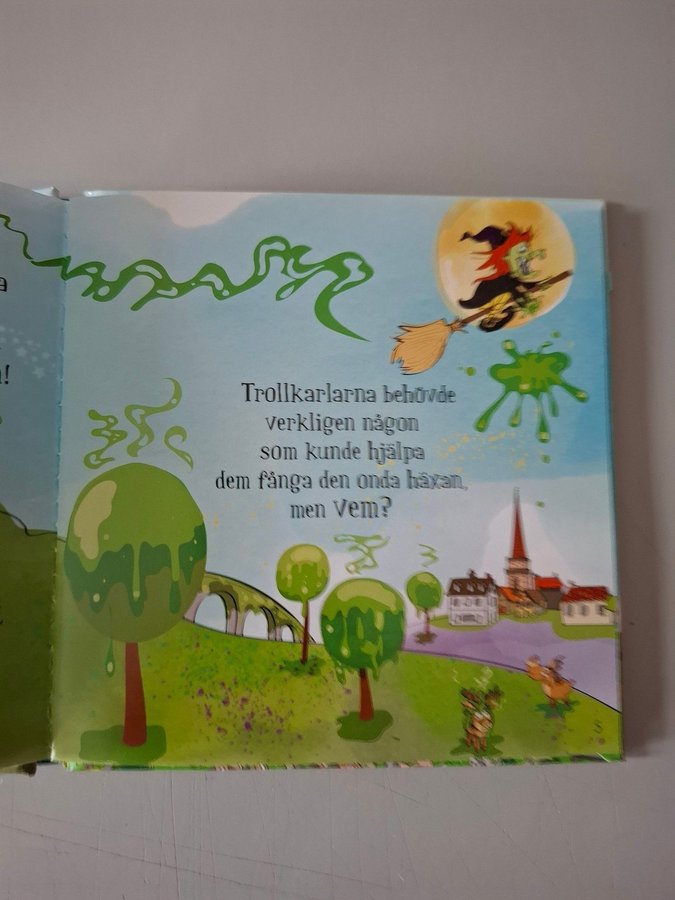 a
!
Trollkarlarna behövde
verkligen någon
som kunde hjälpa
dem fånga den onda häxan,
men vem?